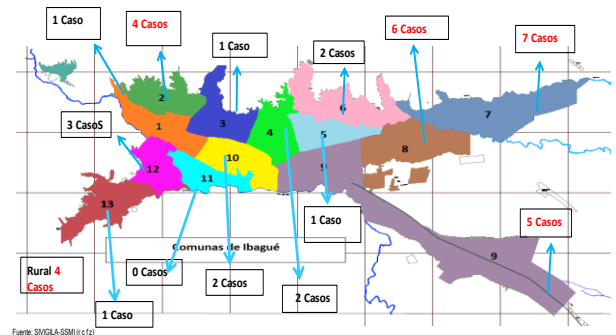 1 Caso
4 Casos
1 Caso
2 Casos
6 Casos
7 Casos
3 CasoS
2
1
3
4
6
5
7
8
10
9
12
11
13
9
Comunas de Ibagué
1 Caso
5 Casos
Rural 4
Casos
0 Casos
2 Casos
2 Casos
1 Caso
Fuente: SIVIGILA-SSMI (r c f z)